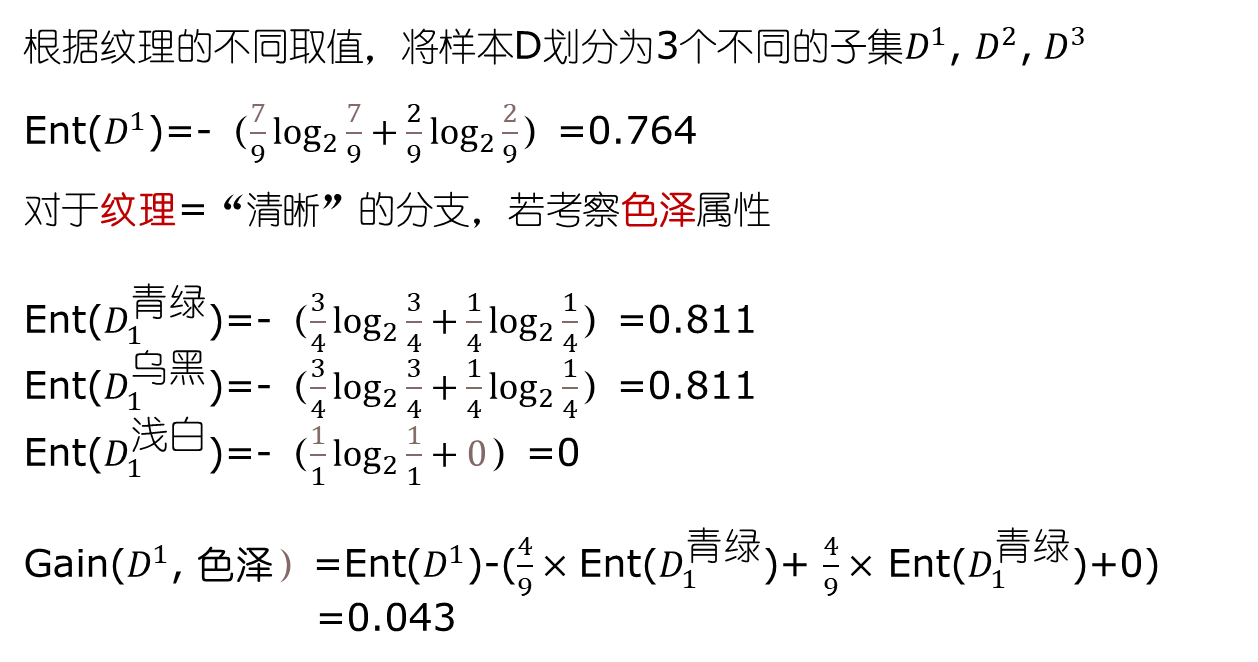 根据纹理的不同取值，将样本D划分为3个不同的子集D¹, D², D³
Ent(D¹)=-（7/9 log₂ 7/9 + 2/9 log₂ 2/9）=0.764
对于纹理=“清晰”的分支，若考察色泽属性
Ent(D₁^青绿)=-（3/4 log₂ 3/4 + 1/4 log₂ 1/4）=0.811
Ent(D₁^乌黑)=-（3/4 log₂ 3/4 + 1/4 log₂ 1/4）=0.811
Ent(D₁^浅白)=-（1/1 log₂ 1/1 + 0）=0
Gain(D¹, 色泽）=Ent(D¹)-(4/9 × Ent(D₁^青绿)+ 4/9 × Ent(D₁^青绿)+0)
=0.043